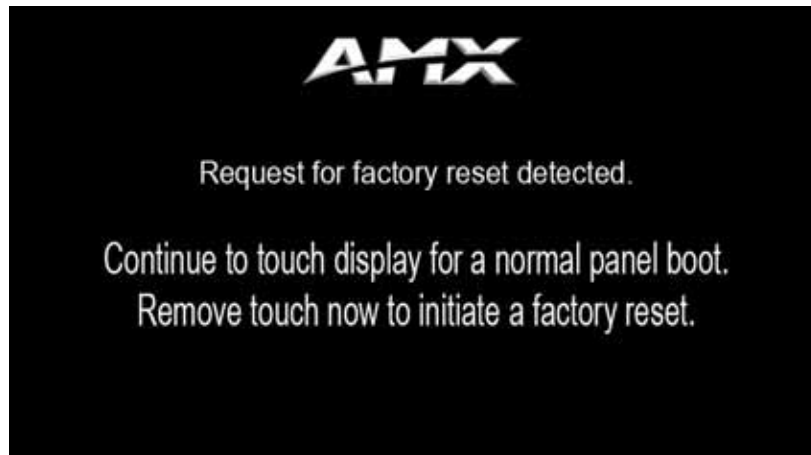 AMX
Request for factory reset detected.
Continue to touch display for a normal panel boot.
Remove touch now to initiate a factory reset.